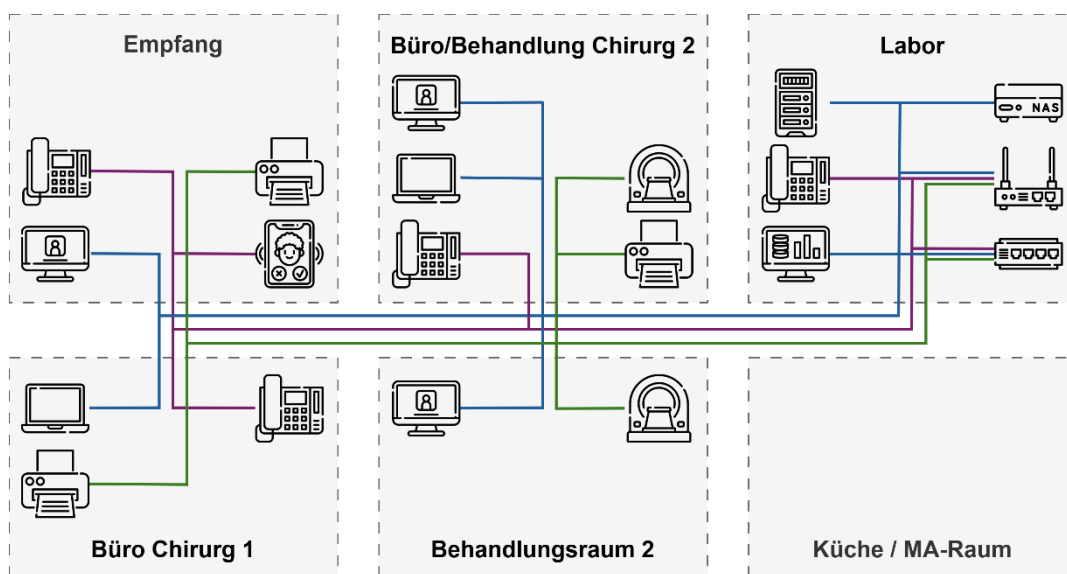 Empfang
Büro/Behandlung Chirurg 2
Labor
NAS
Büro Chirurg 1
Behandlungsraum 2
Küche / MA-Raum